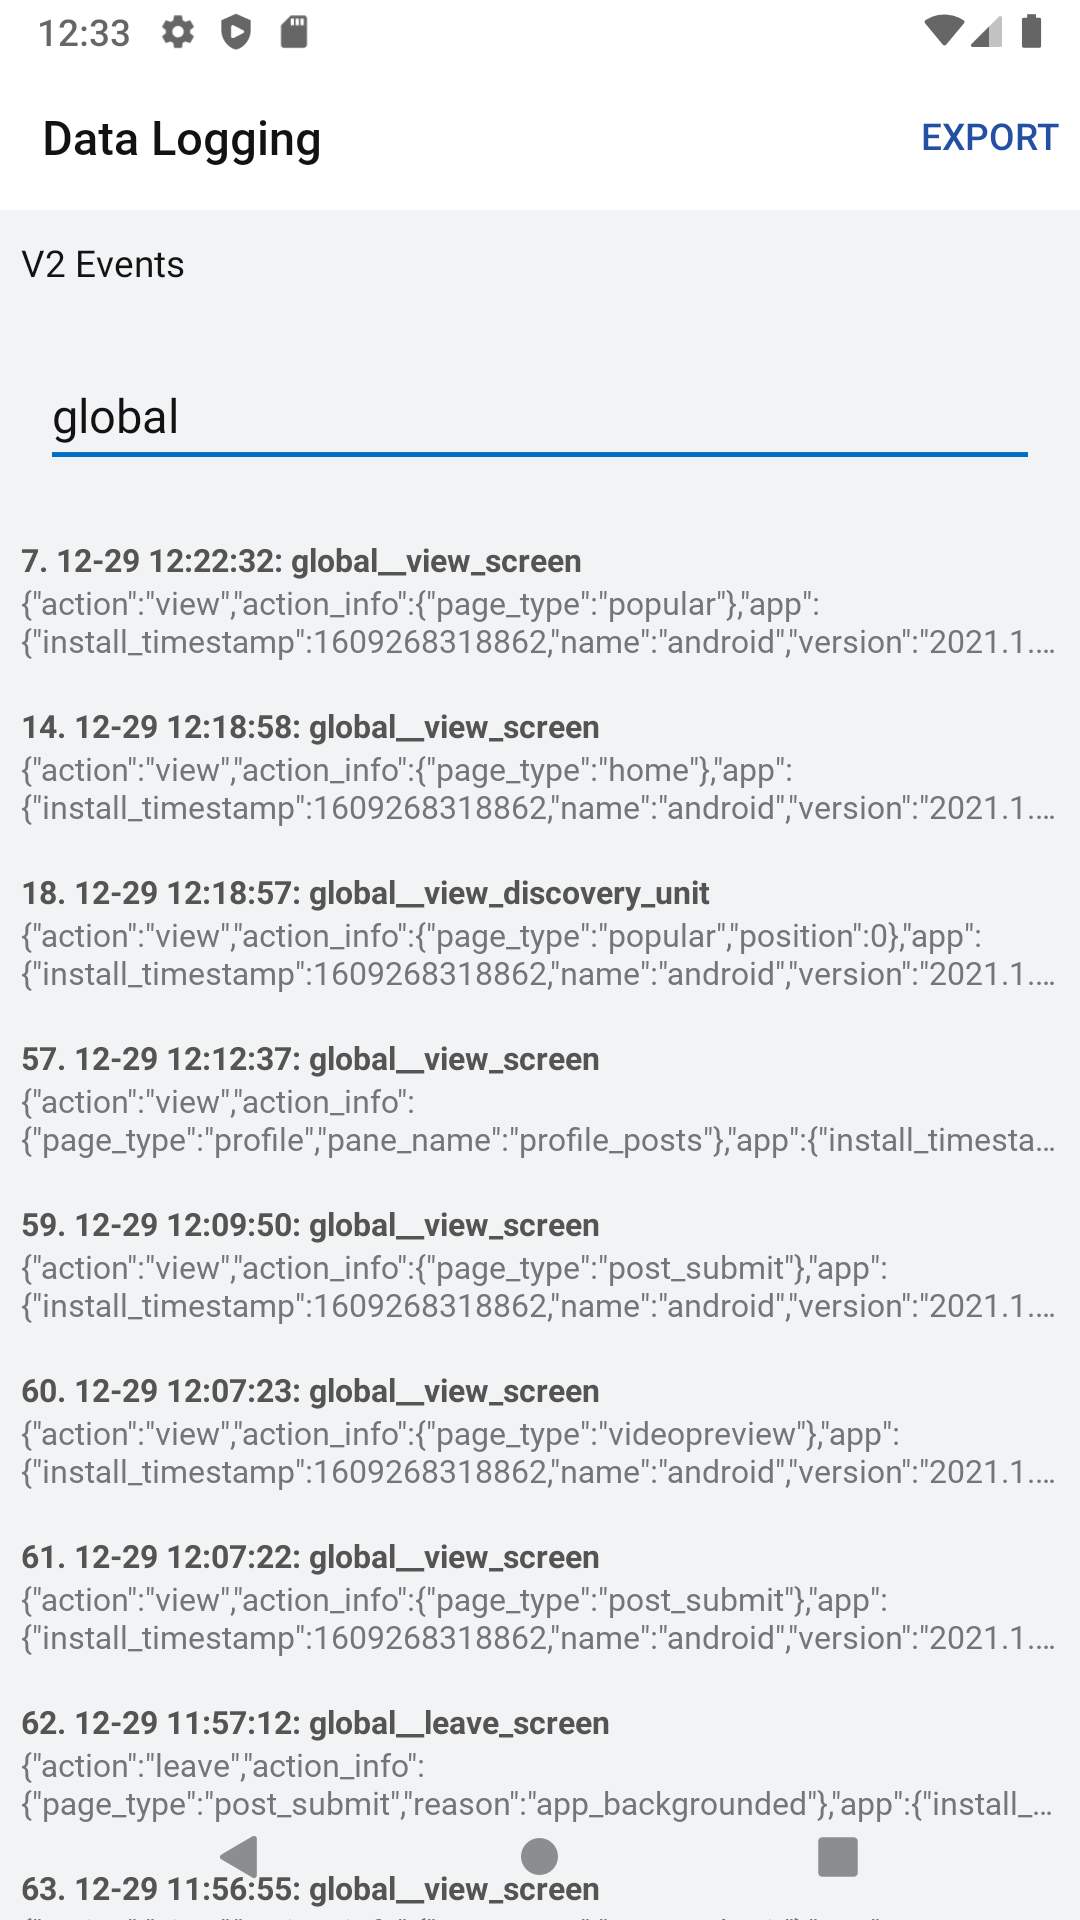 12:33
Data Logging
EXPORT
V2 Events
global
7. 12-29 12:22:32: global__view_screen
{"action":"view","action_info":{"page_type":"popular"},"app":
{"install_timestamp":1609268318862,"name":"android","version":"2021.1.…
14. 12-29 12:18:58: global__view_screen
{"action":"view","action_info":{"page_type":"home"},"app":
{"install_timestamp":1609268318862,"name":"android","version":"2021.1.…
18. 12-29 12:18:57: global__view_discovery_unit
{"action":"view","action_info":{"page_type":"popular","position":0},"app":
{"install_timestamp":1609268318862,"name":"android","version":"2021.1.…
57. 12-29 12:12:37: global__view_screen
{"action":"view","action_info":
{"page_type":"profile","pane_name":"profile_posts"},"app":{"install_timesta…
59. 12-29 12:09:50: global__view_screen
{"action":"view","action_info":{"page_type":"post_submit"},"app":
{"install_timestamp":1609268318862,"name":"android","version":"2021.1.…
60. 12-29 12:07:23: global__view_screen
{"action":"view","action_info":{"page_type":"videopreview"},"app":
{"install_timestamp":1609268318862,"name":"android","version":"2021.1.…
61. 12-29 12:07:22: global__view_screen
{"action":"view","action_info":{"page_type":"post_submit"},"app":
{"install_timestamp":1609268318862,"name":"android","version":"2021.1.…
62. 12-29 11:57:12: global__leave_screen
{"action":"leave","action_info":
{"page_type":"post_submit","reason":"app_backgrounded"},"app":{"install_…
63. 12-29 11:56:55: global__view_screen